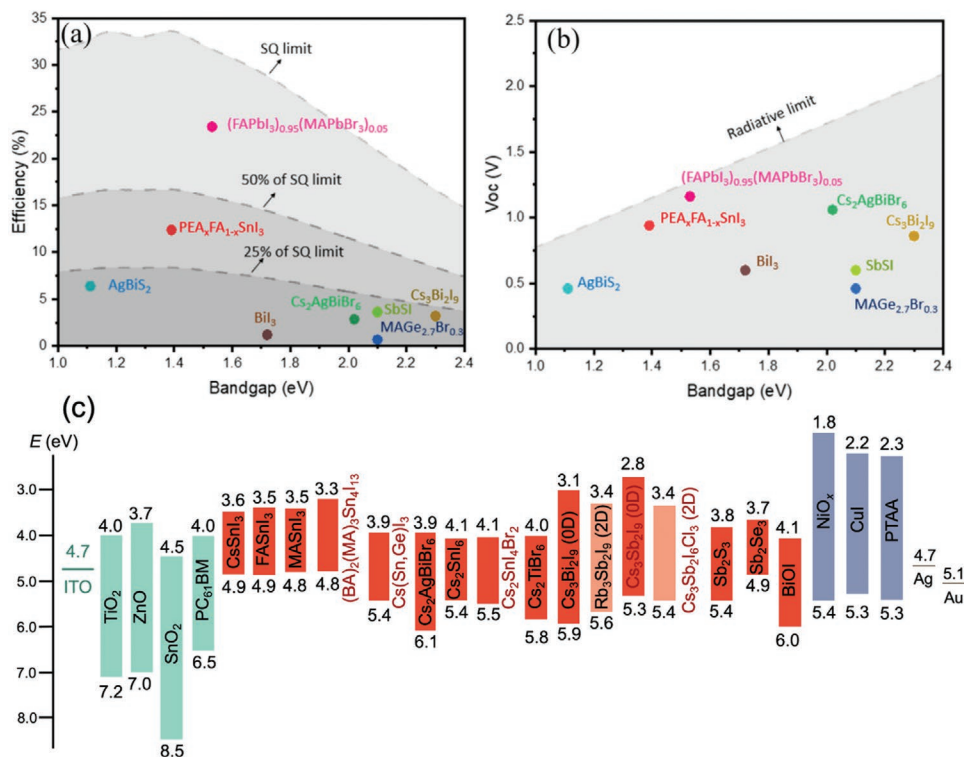 (a)
Efficiency (%)
35
30
25
20
15
10
5
0
SQ limit
(FAPbI3)0.95(MAPbBr3)0.05
50% of SQ limit
PEAxFA1-xSnI3
25% of SQ limit
AgBiS2
BiI3
Cs2AgBiBr6
SbSI
Cs3Bi2I9
MAGe2.7Br0.3
1.0 1.2 1.4 1.6 1.8 2.0 2.2 2.4
Bandgap (eV)
(b)
Voc (V)
2.5
2.0
1.5
1.0
0.5
0.0
Radiative limit
(FAPbI3)0.95(MAPbBr3)0.05
Cs2AgBiBr6
PEAxFA1-xSnI3
Cs3Bi2I9
BiI3
SbSI
AgBiS2
MAGe2.7Br0.3
1.0 1.2 1.4 1.6 1.8 2.0 2.2 2.4
Bandgap (eV)
(c)
E (eV)
3.0
4.0
5.0
6.0
7.0
8.0
4.7
ITO
4.0
TiO2
7.2
3.7
ZnO
7.0
4.5
SnO2
8.5
4.0
PC61BM
6.5
3.6
CsSnI3
4.9
3.5
FASnI3
4.9
3.5
MASnI3
4.8
3.3
(BA)2(MA)3Sn4I13
4.8
3.9
Cs(Sn,Ge)I3
5.4
3.9
Cs2AgBiBr6
6.1
4.1
Cs2SnI6
5.4
4.1
Cs2SnI4Br2
5.5
4.0
Cs2TiBr6
5.8
3.1
Cs3Bi2I9 (0D)
5.9
3.4
Rb3Sb2I9 (2D)
5.6
2.8
Cs3Sb2I9 (0D)
5.3
3.4
Cs3Sb2I6Cl3 (2D)
5.4
3.8
Sb2S3
5.4
3.7
Sb2Se3
4.9
4.1
BiOI
6.0
1.8
NiOx
5.4
2.2
CuI
5.3
2.3
PTAA
5.3
4.7
Ag
5.1
Au